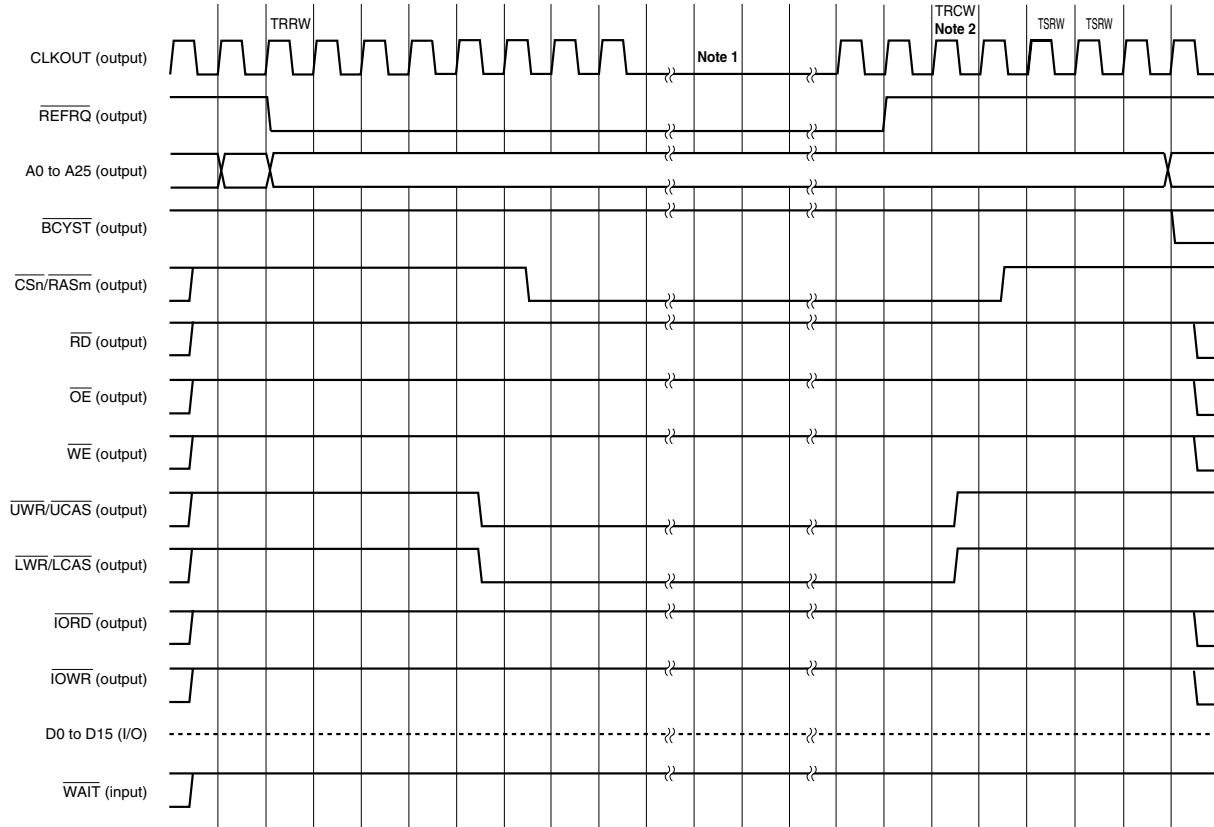 TRRW
TRCW
Note 2
TSRW
TSRW
CLKOUT (output)
Note 1
REFRQ (output)
A0 to A25 (output)
BCYST (output)
CSn/RASm (output)
RD (output)
OE (output)
WE (output)
UWR/UCAS (output)
LWR/LCAS (output)
IORD (output)
IOWR (output)
D0 to D15 (I/O)
WAIT (input)